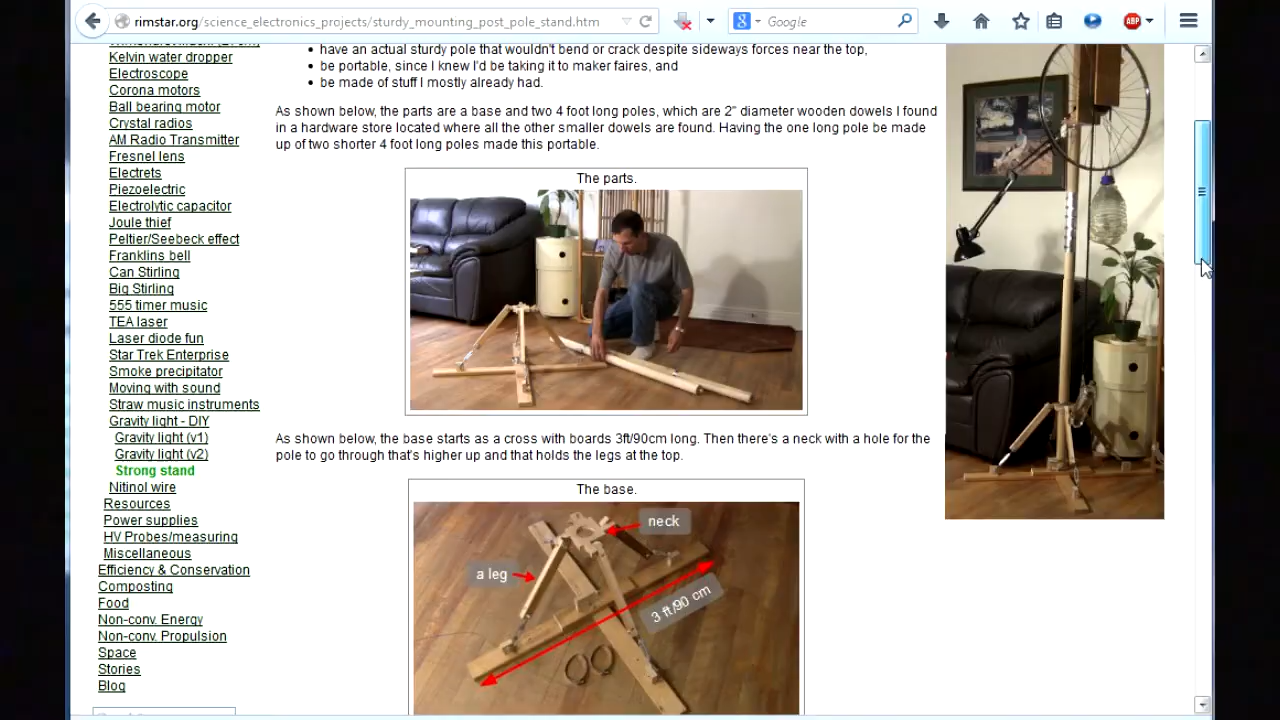 rimstar.org/science_electronics_projects/sturdy_mounting_post_pole_stand.htm
Google
ABP
Kelvin water dropper
Electroscope
Corona motors
Ball bearing motor
Crystal radios
AM Radio Transmitter
Fresnel lens
Electrets
Piezoelectric
Electrolytic capacitor
Joule thief
Peltier/Seebeck effect
Franklins bell
Can Stirling
Big Stirling
555 timer music
TEA laser
Laser diode fun
Star Trek Enterprise
Smoke precipitator
Moving with sound
Straw music instruments
Gravity light - DIY
Gravity light (v1)
Gravity light (v2)
Strong stand
Nitinol wire
Resources
Power supplies
HV Probes/measuring
Miscellaneous
Efficiency & Conservation
Composting
Food
Non-conv. Energy
Non-conv. Propulsion
Space
Stories
Blog
have an actual sturdy pole that wouldn't bend or crack despite sideways forces near the top,
be portable, since I knew I'd be taking it to maker faires, and
be made of stuff I mostly already had.
As shown below, the parts are a base and two 4 foot long poles, which are 2" diameter wooden dowels I found
in a hardware store located where all the other smaller dowels are found. Having the one long pole be made
up of two shorter 4 foot long poles made this portable.
The parts.
As shown below, the base starts as a cross with boards 3ft/90cm long. Then there's a neck with a hole for the
pole to go through that's higher up and that holds the legs at the top.
The base.
neck
a leg
3 ft/90 cm